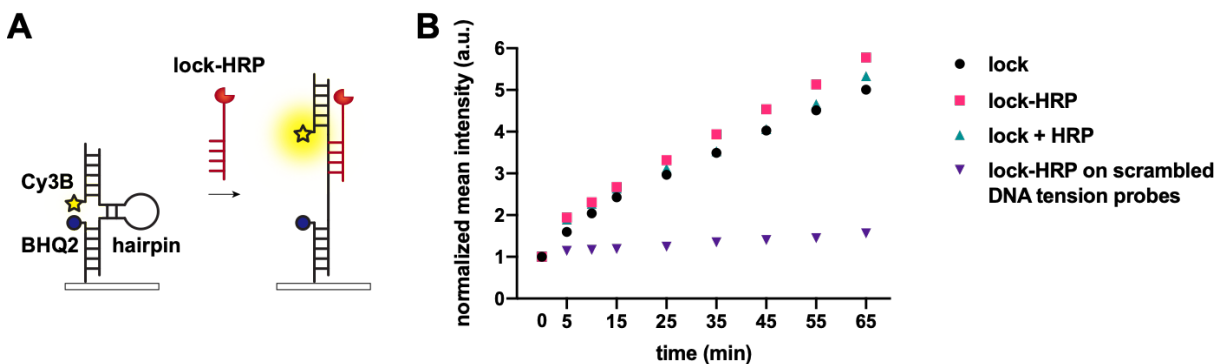 A
lock-HRP
Cy3B
BHQ2
hairpin
B
normalized mean intensity (a.u.)
6
5
4
3
2
1
0
0 5 15 25 35 45 55 65
time (min)
lock
lock-HRP
lock + HRP
lock-HRP on scrambled
DNA tension probes